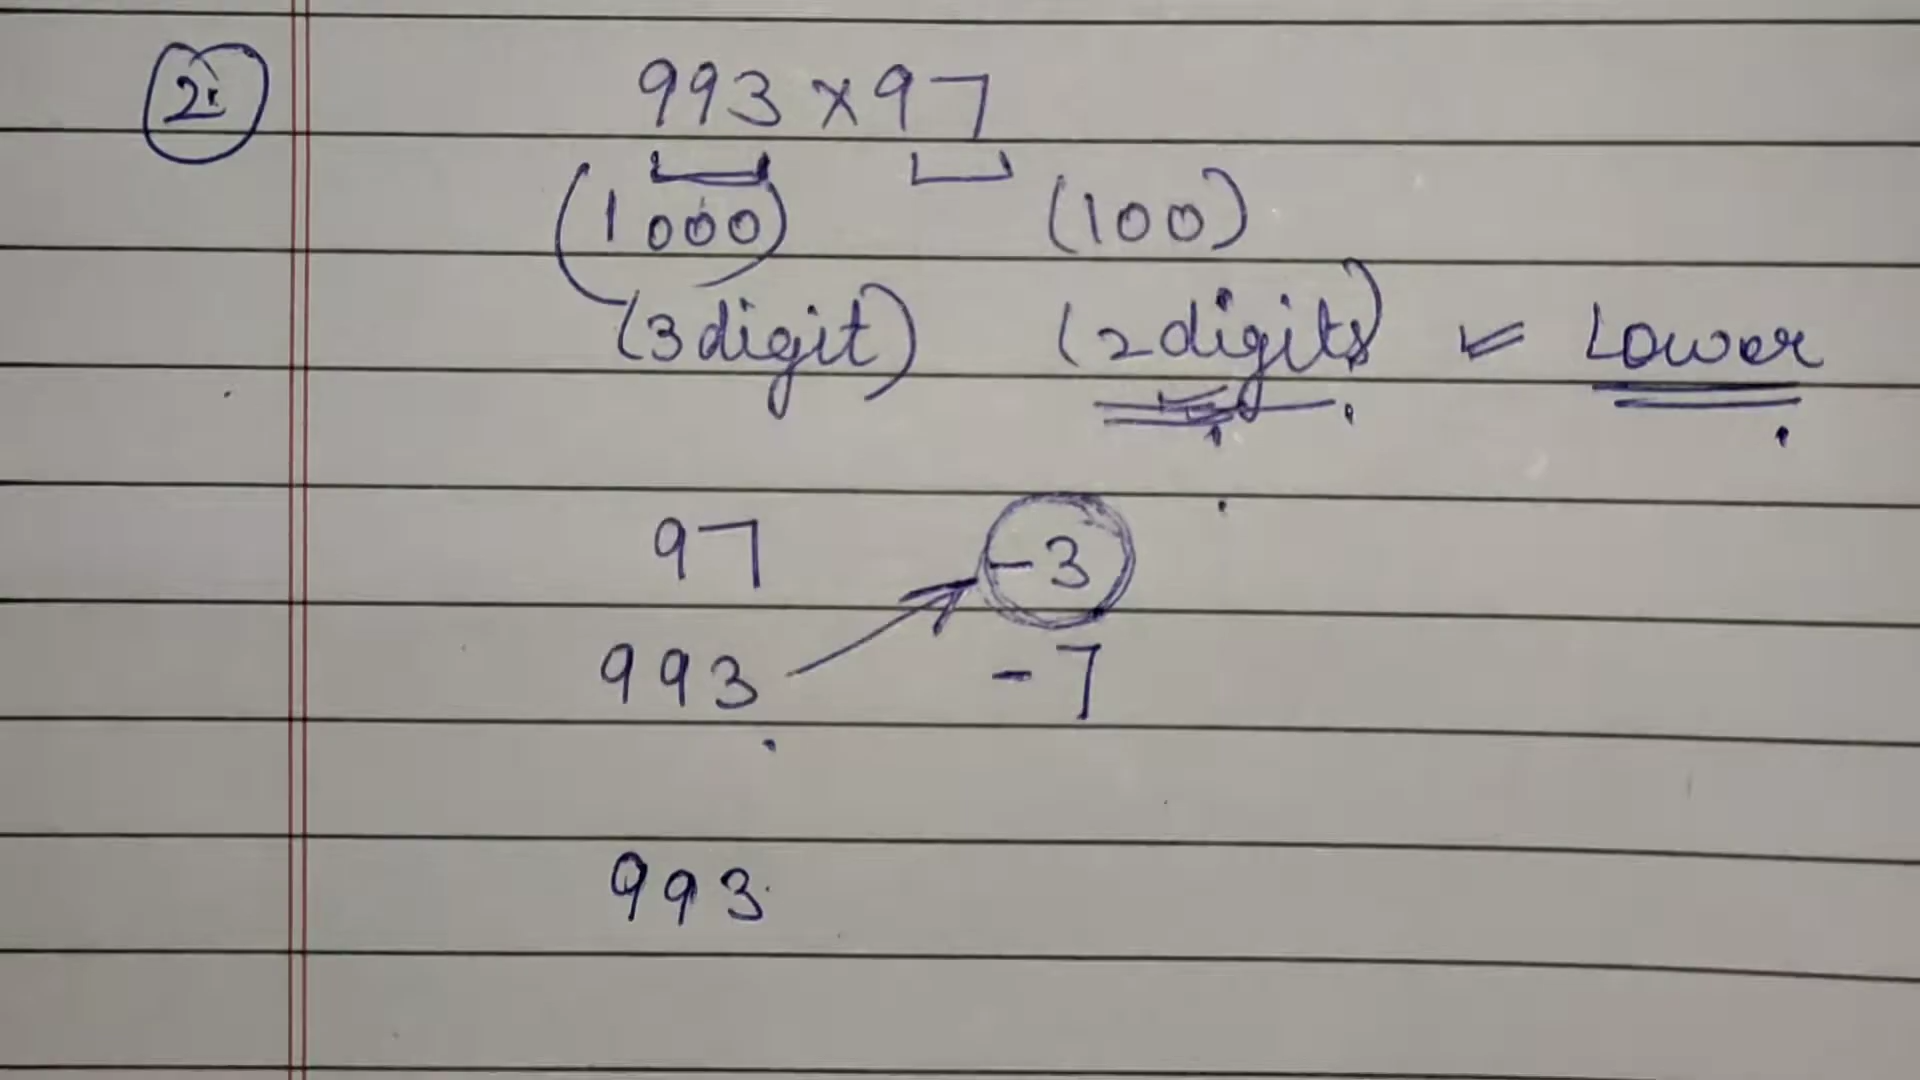 2.
993 × 97
(1000) (100)
(3 digit) (2 digits) ✓ Lower
97 -3
993 -7
993